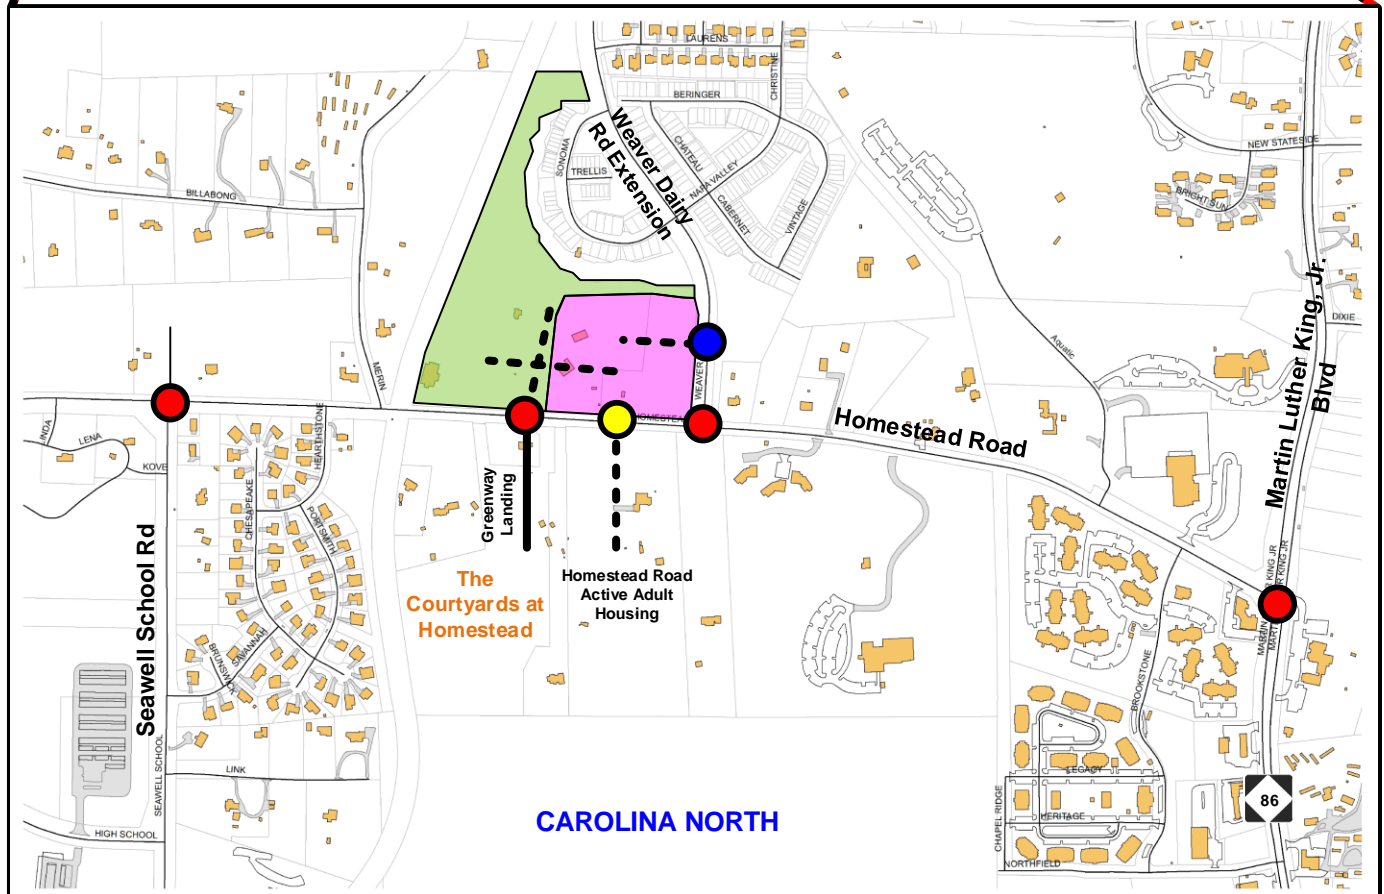 LAURENS
CHRISTINE
BERINGER
Weaver Dairy
Rd Extension
SONOMA
TRELLIS
CHATEAU
NAPA VALLEY
CABERNET
VINTAGE
NEW STATESIDE
BRIGHT SUN
BILLABONG
DIXIE
Martin Luther King, Jr.
Blvd
Aquatic
MERIN
WEAVER
HOMESTEAD
Homestead Road
LINDA
LENA
KOVE
HEARTHSTONE
CHESAPEAKE
PORTSMITH
Greenway
Landing
Seawell School Rd
The
Courtyards at
Homestead
Homestead Road
Active Adult
Housing
SAVANNAH
BRUNSWICK
R KING JR
R KING JR
MARTIN
MART
BROOKSTONE
SEAWELL SCHOOL
LINK
LEGACY
CHAPEL RIDGE
HERITAGE
86
CAROLINA NORTH
HIGH SCHOOL
NORTHFIELD